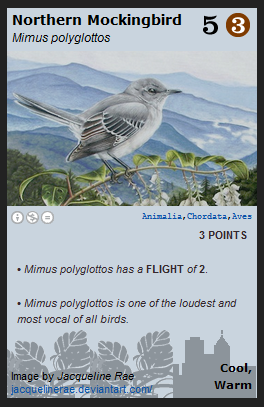 Northern Mockingbird
Mimus polyglottos
5 3
Animalia,Chordata,Aves
3 POINTS
• Mimus polyglottos has a FLIGHT of 2.
• Mimus polyglottos is one of the loudest and
most vocal of all birds.
Image by Jacqueline Rae
jacquelinerae.deviantart.com/
Cool,
Warm